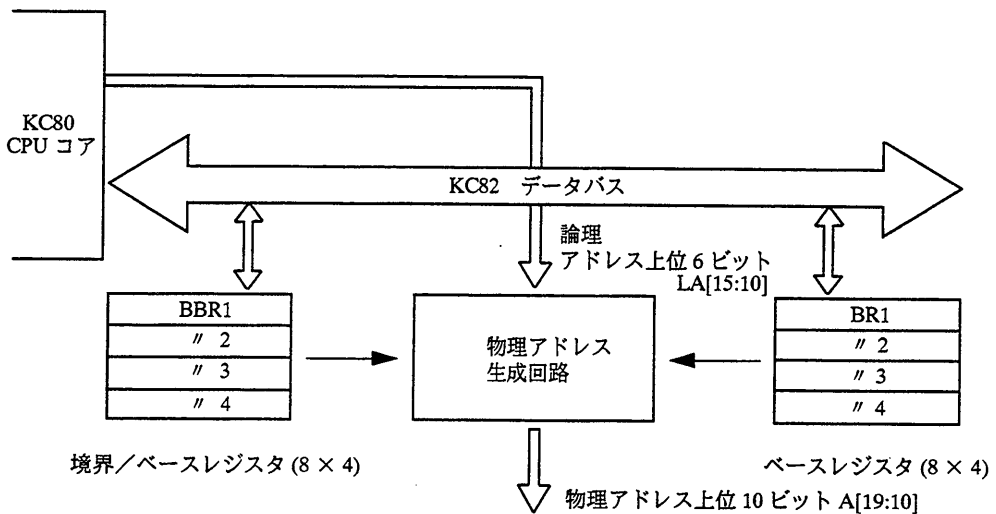 KC80
CPU コア
KC82 データバス
論理
アドレス上位 6 ビット
LA[15:10]
BBR1
〃 2
〃 3
〃 4
物理アドレス
生成回路
BR1
〃 2
〃 3
〃 4
境界／ベースレジスタ (8 × 4)
ベースレジスタ (8 × 4)
物理アドレス上位 10 ビット A[19:10]